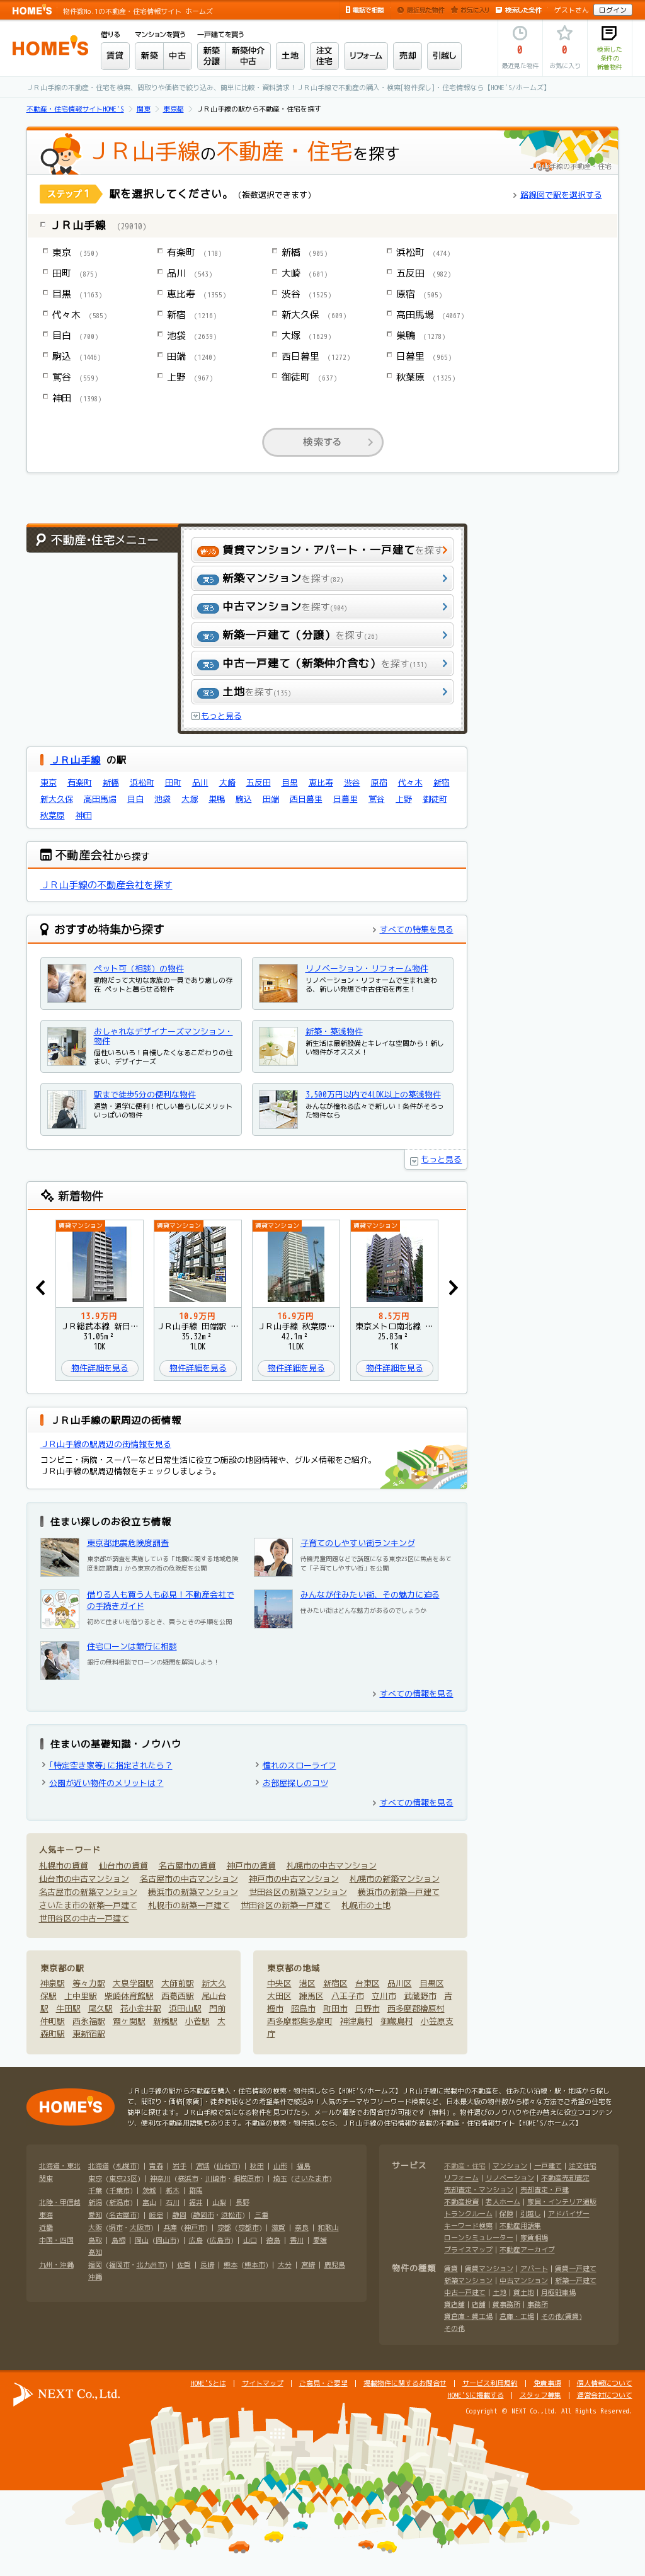 HOME'S 物件数No.1の不動産・住宅情報サイト ホームズ
電話で相談 最近見た物件 お気に入り 検索した条件 ゲストさん ログイン
HOME'S
借りる マンションを買う 一戸建てを買う
賃貸 新築 中古 新築分譲 新築仲介中古 土地 注文住宅 リフォーム 売却 引越し
0 最近見た物件
0 お気に入り
検索した条件の新着物件
ＪＲ山手線の不動産・住宅を検索、間取りや価格で絞り込み、簡単に比較・資料請求！ＪＲ山手線で不動産の購入・検索[物件探し]・住宅情報なら【HOME'S/ホームズ】
不動産・住宅情報サイトHOME'S 関東 東京都 ＪＲ山手線の駅から不動産・住宅を探す
ＪＲ山手線の不動産・住宅を探す
ＪＲ山手線の不動産・住宅
ステップ1 駅を選択してください。（複数選択できます）
路線図で駅を選択する
ＪＲ山手線 (29010)
東京 (350) 有楽町 (118) 新橋 (905) 浜松町 (474)
田町 (875) 品川 (543) 大崎 (601) 五反田 (982)
目黒 (1163) 恵比寿 (1355) 渋谷 (1525) 原宿 (505)
代々木 (585) 新宿 (1216) 新大久保 (609) 高田馬場 (4067)
目白 (700) 池袋 (2639) 大塚 (1629) 巣鴨 (1278)
駒込 (1446) 田端 (1240) 西日暮里 (1272) 日暮里 (965)
鶯谷 (559) 上野 (967) 御徒町 (637) 秋葉原 (1325)
神田 (1398)
検索する
不動産・住宅メニュー
借りる 賃貸マンション・アパート・一戸建てを探す
買う 新築マンションを探す(82)
買う 中古マンションを探す(904)
買う 新築一戸建て（分譲）を探す(26)
買う 中古一戸建て（新築仲介含む）を探す(131)
買う 土地を探す(135)
もっと見る
ＪＲ山手線 の駅
東京 有楽町 新橋 浜松町 田町 品川 大崎 五反田 目黒 恵比寿 渋谷 原宿 代々木 新宿
新大久保 高田馬場 目白 池袋 大塚 巣鴨 駒込 田端 西日暮里 日暮里 鶯谷 上野 御徒町
秋葉原 神田
不動産会社から探す
ＪＲ山手線の不動産会社を探す
おすすめ特集から探す
すべての特集を見る
ペット可（相談）の物件
動物だって大切な家族の一員であり癒しの存在 ペットと暮らせる物件
リノベーション・リフォーム物件
リノベーション・リフォームで生まれ変わる、新しい発想で中古住宅を再生！
おしゃれなデザイナーズマンション・物件
個性いろいろ！自慢したくなるこだわりの住まい、デザイナーズ
新築・築浅物件
新生活は最新設備とキレイな空間から！新しい物件がオススメ！
駅まで徒歩5分の便利な物件
通勤・通学に便利！忙しい暮らしにメリットいっぱいの物件
3,500万円以内で4LDK以上の築浅物件
みんなが憧れる広々で新しい！条件がそろった物件なら
もっと見る
新着物件
賃貸マンション 賃貸マンション 賃貸マンション 賃貸マンション
13.9万円 10.9万円 16.9万円 8.5万円
ＪＲ総武本線 新日… ＪＲ山手線 田端駅 … ＪＲ山手線 秋葉原… 東京メトロ南北線 …
31.05m² 35.32m² 42.1m² 25.83m²
1DK 1LDK 1LDK 1K
物件詳細を見る 物件詳細を見る 物件詳細を見る 物件詳細を見る
ＪＲ山手線の駅周辺の街情報
ＪＲ山手線の駅周辺の街情報を見る
コンビニ・病院・スーパーなど日常生活に役立つ施設の地図情報や、グルメ情報をご紹介。
ＪＲ山手線の駅周辺情報をチェックしましょう。
住まい探しのお役立ち情報
東京都地震危険度調査
東京都が調査を実施している「地震に関する地域危険度測定調査」から東京の街の危険度を公開
子育てのしやすい街ランキング
待機児童問題などで話題になる東京23区に焦点をあてて「子育てしやすい街」を公開
借りる人も買う人も必見！不動産会社での手続きガイド
初めて住まいを借りるとき、買うときの手順を公開
みんなが住みたい街、その魅力に迫る
住みたい街はどんな魅力があるのでしょうか
住宅ローンは銀行に相談
銀行の無料相談でローンの疑問を解消しよう！
すべての情報を見る
住まいの基礎知識・ノウハウ
「特定空き家等」に指定されたら？ 憧れのスローライフ
公園が近い物件のメリットは？ お部屋探しのコツ
すべての情報を見る
人気キーワード
札幌市の賃貸 仙台市の賃貸 名古屋市の賃貸 神戸市の賃貸 札幌市の中古マンション
仙台市の中古マンション 名古屋市の中古マンション 神戸市の中古マンション 札幌市の新築マンション
名古屋市の新築マンション 横浜市の新築マンション 世田谷区の新築マンション 横浜市の新築一戸建て
さいたま市の新築一戸建て 札幌市の新築一戸建て 世田谷区の新築一戸建て 札幌市の土地
世田谷区の中古一戸建て
東京都の駅
神泉駅 等々力駅 大泉学園駅 大師前駅 新大久保駅 上中里駅 柴崎体育館駅 西葛西駅 尾山台駅 牛田駅 尾久駅 花小金井駅 浜田山駅 門前仲町駅 西永福駅 霞ヶ関駅 新橋駅 小菅駅 大森町駅 東新宿駅
東京都の地域
中央区 港区 新宿区 台東区 品川区 目黒区
大田区 練馬区 八王子市 立川市 武蔵野市 青梅市 昭島市 町田市 日野市 西多摩郡檜原村
西多摩郡奥多摩町 神津島村 御蔵島村 小笠原支庁
HOME'S
ＪＲ山手線の駅から不動産を購入・住宅情報の検索・物件探しなら【HOME'S/ホームズ】ＪＲ山手線に掲載中の不動産を、住みたい沿線・駅・地域から探して、間取り・価格[家賃]・徒歩時間などの希望条件で絞込み！人気のテーマやフリーワード検索など、日本最大級の物件数から様々な方法でご希望の住宅を簡単に探せます。ＪＲ山手線で気になる物件を見つけたら、メールか電話でお問合せが可能です（無料）。物件選びのノウハウや住み替えに役立つコンテンツ、便利な不動産用語集もあります。不動産の検索・物件探しなら、ＪＲ山手線の住宅情報が満載の不動産・住宅情報サイト【HOME'S/ホームズ】
北海道・東北 北海道 (札幌市) | 青森 | 岩手 | 宮城 (仙台市) | 秋田 | 山形 | 福島
関東 東京 (東京23区) | 神奈川 (横浜市・川崎市・相模原市) | 埼玉 (さいたま市) | 千葉 (千葉市) | 茨城 | 栃木 | 群馬
北陸・甲信越 新潟 (新潟市) | 富山 | 石川 | 福井 | 山梨 | 長野
東海 愛知 (名古屋市) | 岐阜 | 静岡 (静岡市・浜松市) | 三重
近畿 大阪 (堺市・大阪市) | 兵庫 (神戸市) | 京都 (京都市) | 滋賀 | 奈良 | 和歌山
中国・四国 鳥取 | 島根 | 岡山 (岡山市) | 広島 (広島市) | 山口 | 徳島 | 香川 | 愛媛 高知
九州・沖縄 福岡 (福岡市・北九州市) | 佐賀 | 長崎 | 熊本 (熊本市) | 大分 | 宮崎 | 鹿児島 沖縄
サービス 不動産・住宅 | マンション | 一戸建て | 注文住宅
リフォーム | リノベーション | 不動産売却査定
売却査定・マンション | 売却査定・戸建
不動産投資 | 老人ホーム | 家具・インテリア通販
トランクルーム | 保険 | 引越し | アドバイザー
キーワード検索 | 不動産用語集
ローンシミュレーター | 家賃相場
プライスマップ | 不動産アーカイブ
物件の種類 賃貸 | 賃貸マンション | アパート | 賃貸一戸建て
新築マンション | 中古マンション | 新築一戸建て
中古一戸建て | 土地 | 貸土地 | 月極駐車場
貸店舗 | 店舗 | 貸事務所 | 事務所
貸倉庫・貸工場 | 倉庫・工場 | その他(賃貸)
その他
NEXT Co.,Ltd.
HOME'Sとは | サイトマップ | ご意見・ご要望 | 掲載物件に関するお問合せ | サービス利用規約 | 免責事項 | 個人情報について
HOME'Sに掲載する | スタッフ募集 | 運営会社について
Copyright © NEXT Co.,Ltd. All Rights Reserved.